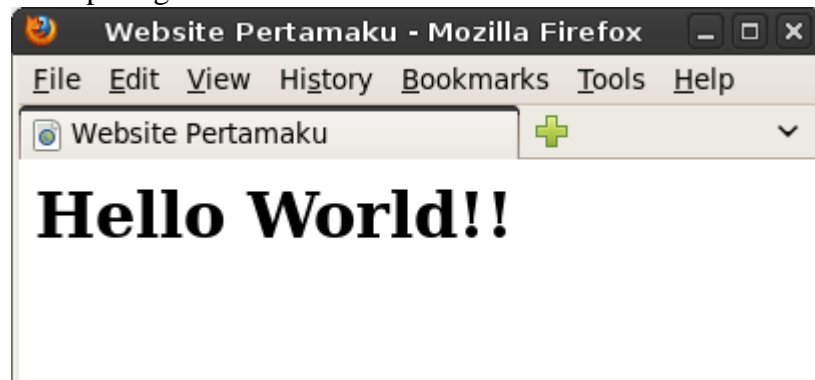 Website Pertamaku - Mozilla Firefox
File Edit View History Bookmarks Tools Help
Website Pertamaku
Hello World!!